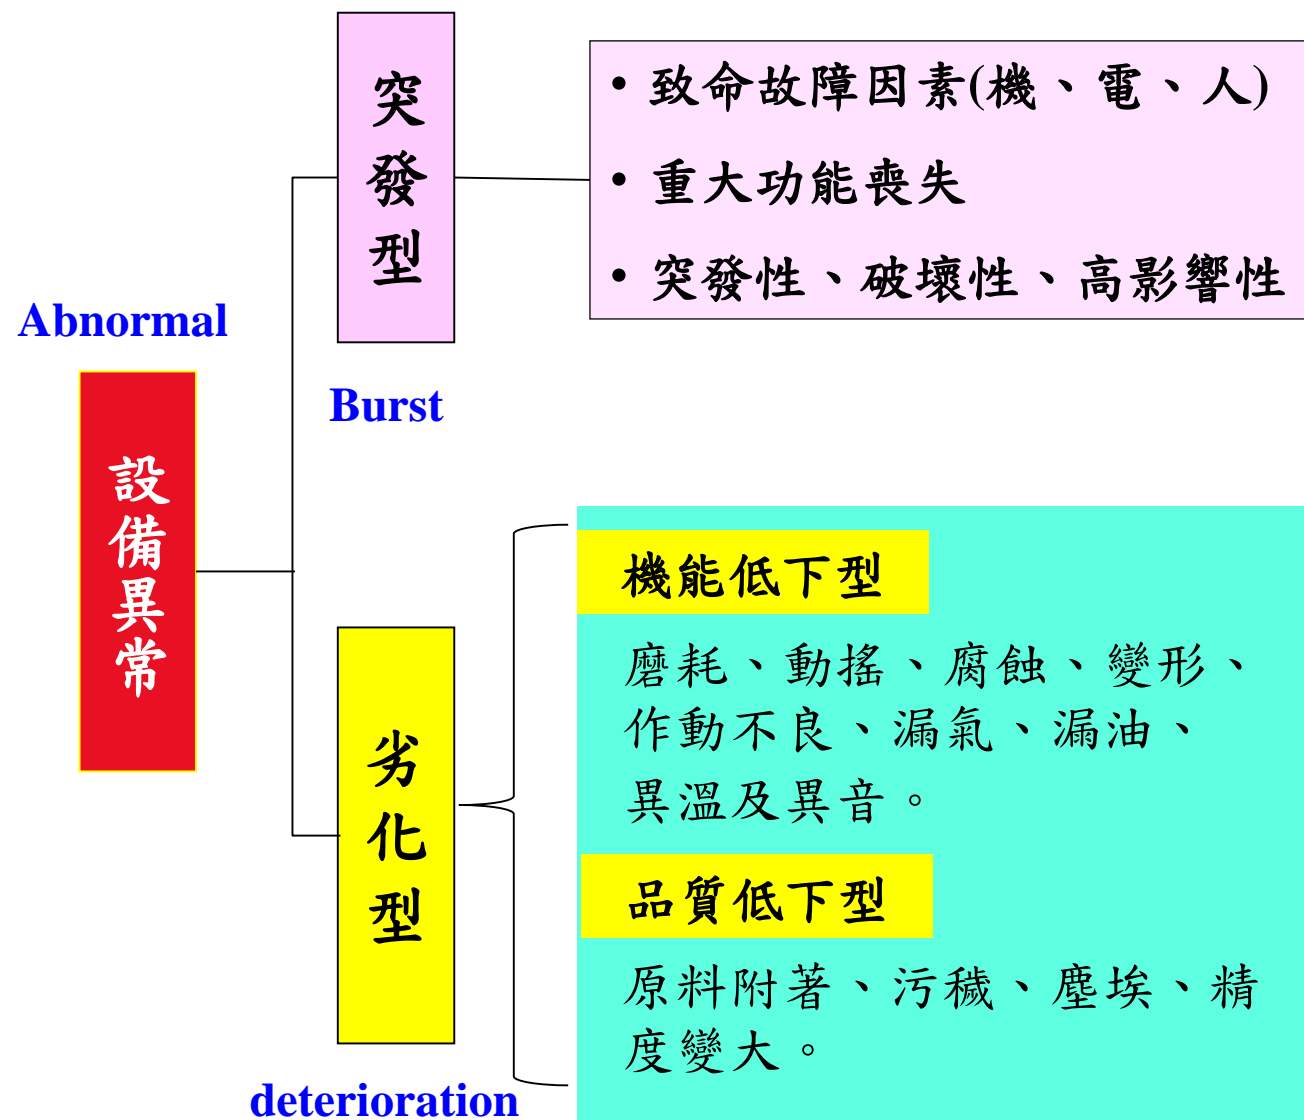 Abnormal
設備異常
突發型
Burst
• 致命故障因素(機、電、人)
• 重大功能喪失
• 突發性、破壞性、高影響性
劣化型
deterioration
機能低下型
磨耗、動搖、腐蝕、變形、
作動不良、漏氣、漏油、
異溫及異音。
品質低下型
原料附著、污穢、塵埃、精
度變大。